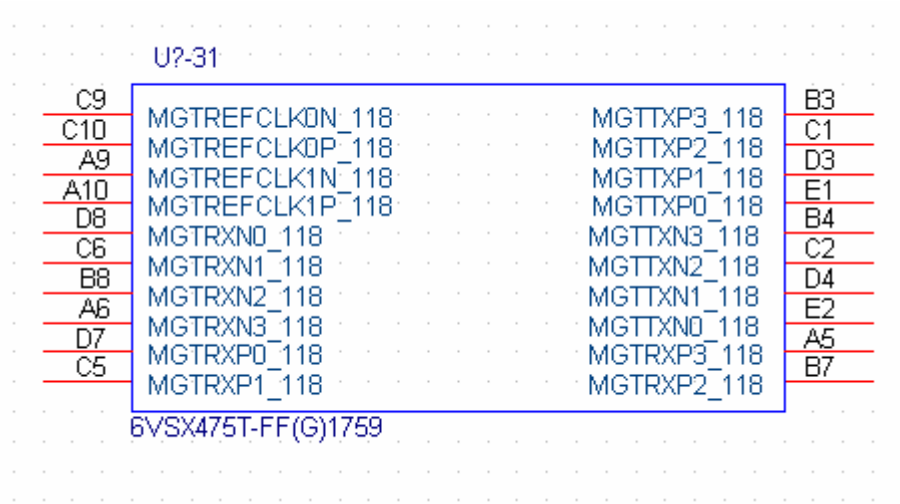 U?-31
C9 MGTREFCLK0N_118 MGTTXP3_118 B3
C10 MGTREFCLK0P_118 MGTTXP2_118 C1
A9 MGTREFCLK1N_118 MGTTXP1_118 D3
A10 MGTREFCLK1P_118 MGTTXP0_118 E1
D8 MGTRXN0_118 MGTTXN3_118 B4
C6 MGTRXN1_118 MGTTXN2_118 C2
B8 MGTRXN2_118 MGTTXN1_118 D4
A6 MGTRXN3_118 MGTTXN0_118 E2
D7 MGTRXP0_118 MGTRXP3_118 A5
C5 MGTRXP1_118 MGTRXP2_118 B7
6VSX475T-FF(G)1759